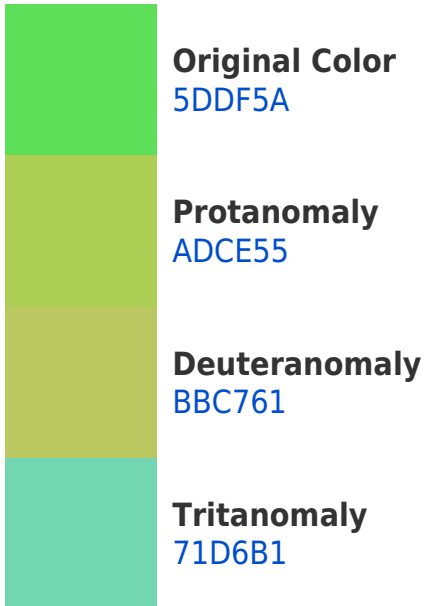 Original Color
5DDF5A
Protanomaly
ADCE55
Deuteranomaly
BBC761
Tritanomaly
71D6B1